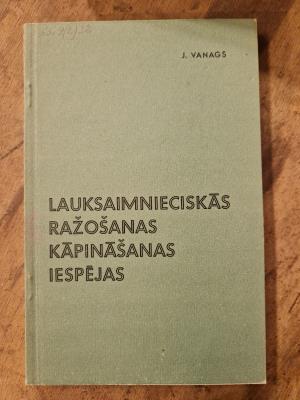 J. VANAGS
LAUKSAIMNIECISKĀS
RAŽOŠANAS
KĀPINĀŠANAS
IESPĒJAS